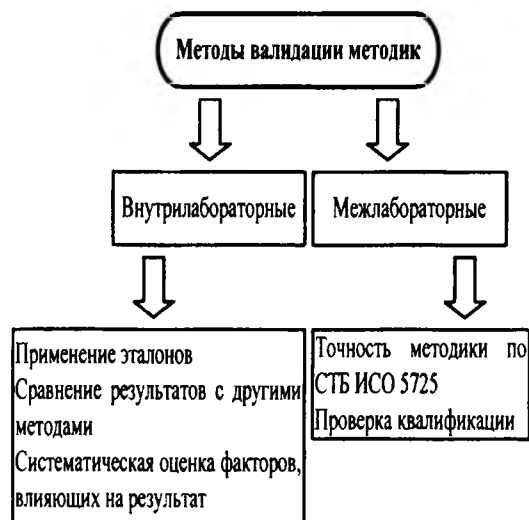 Методы валидации методик
Внутрилабораторные
Межлабораторные
Применение эталонов
Сравнение результатов с другими
методами
Систематическая оценка факторов,
влияющих на результат
Точность методики по
СТБ ИСО 5725
Проверка квалификации